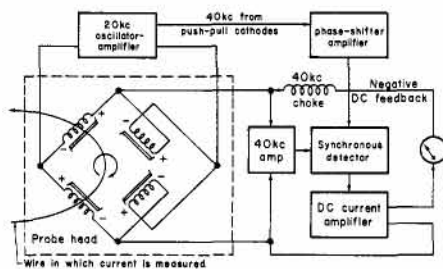 20kc
oscillator-
amplifier
40kc from
push-pull cathodes
phase-shifter
amplifier
40kc
choke
Negative
DC feedback
40kc
amp
Synchronous
detector
DC current
amplifier
+
-
+
-
-
+
-
+
Probe head
Wire in which current is measured